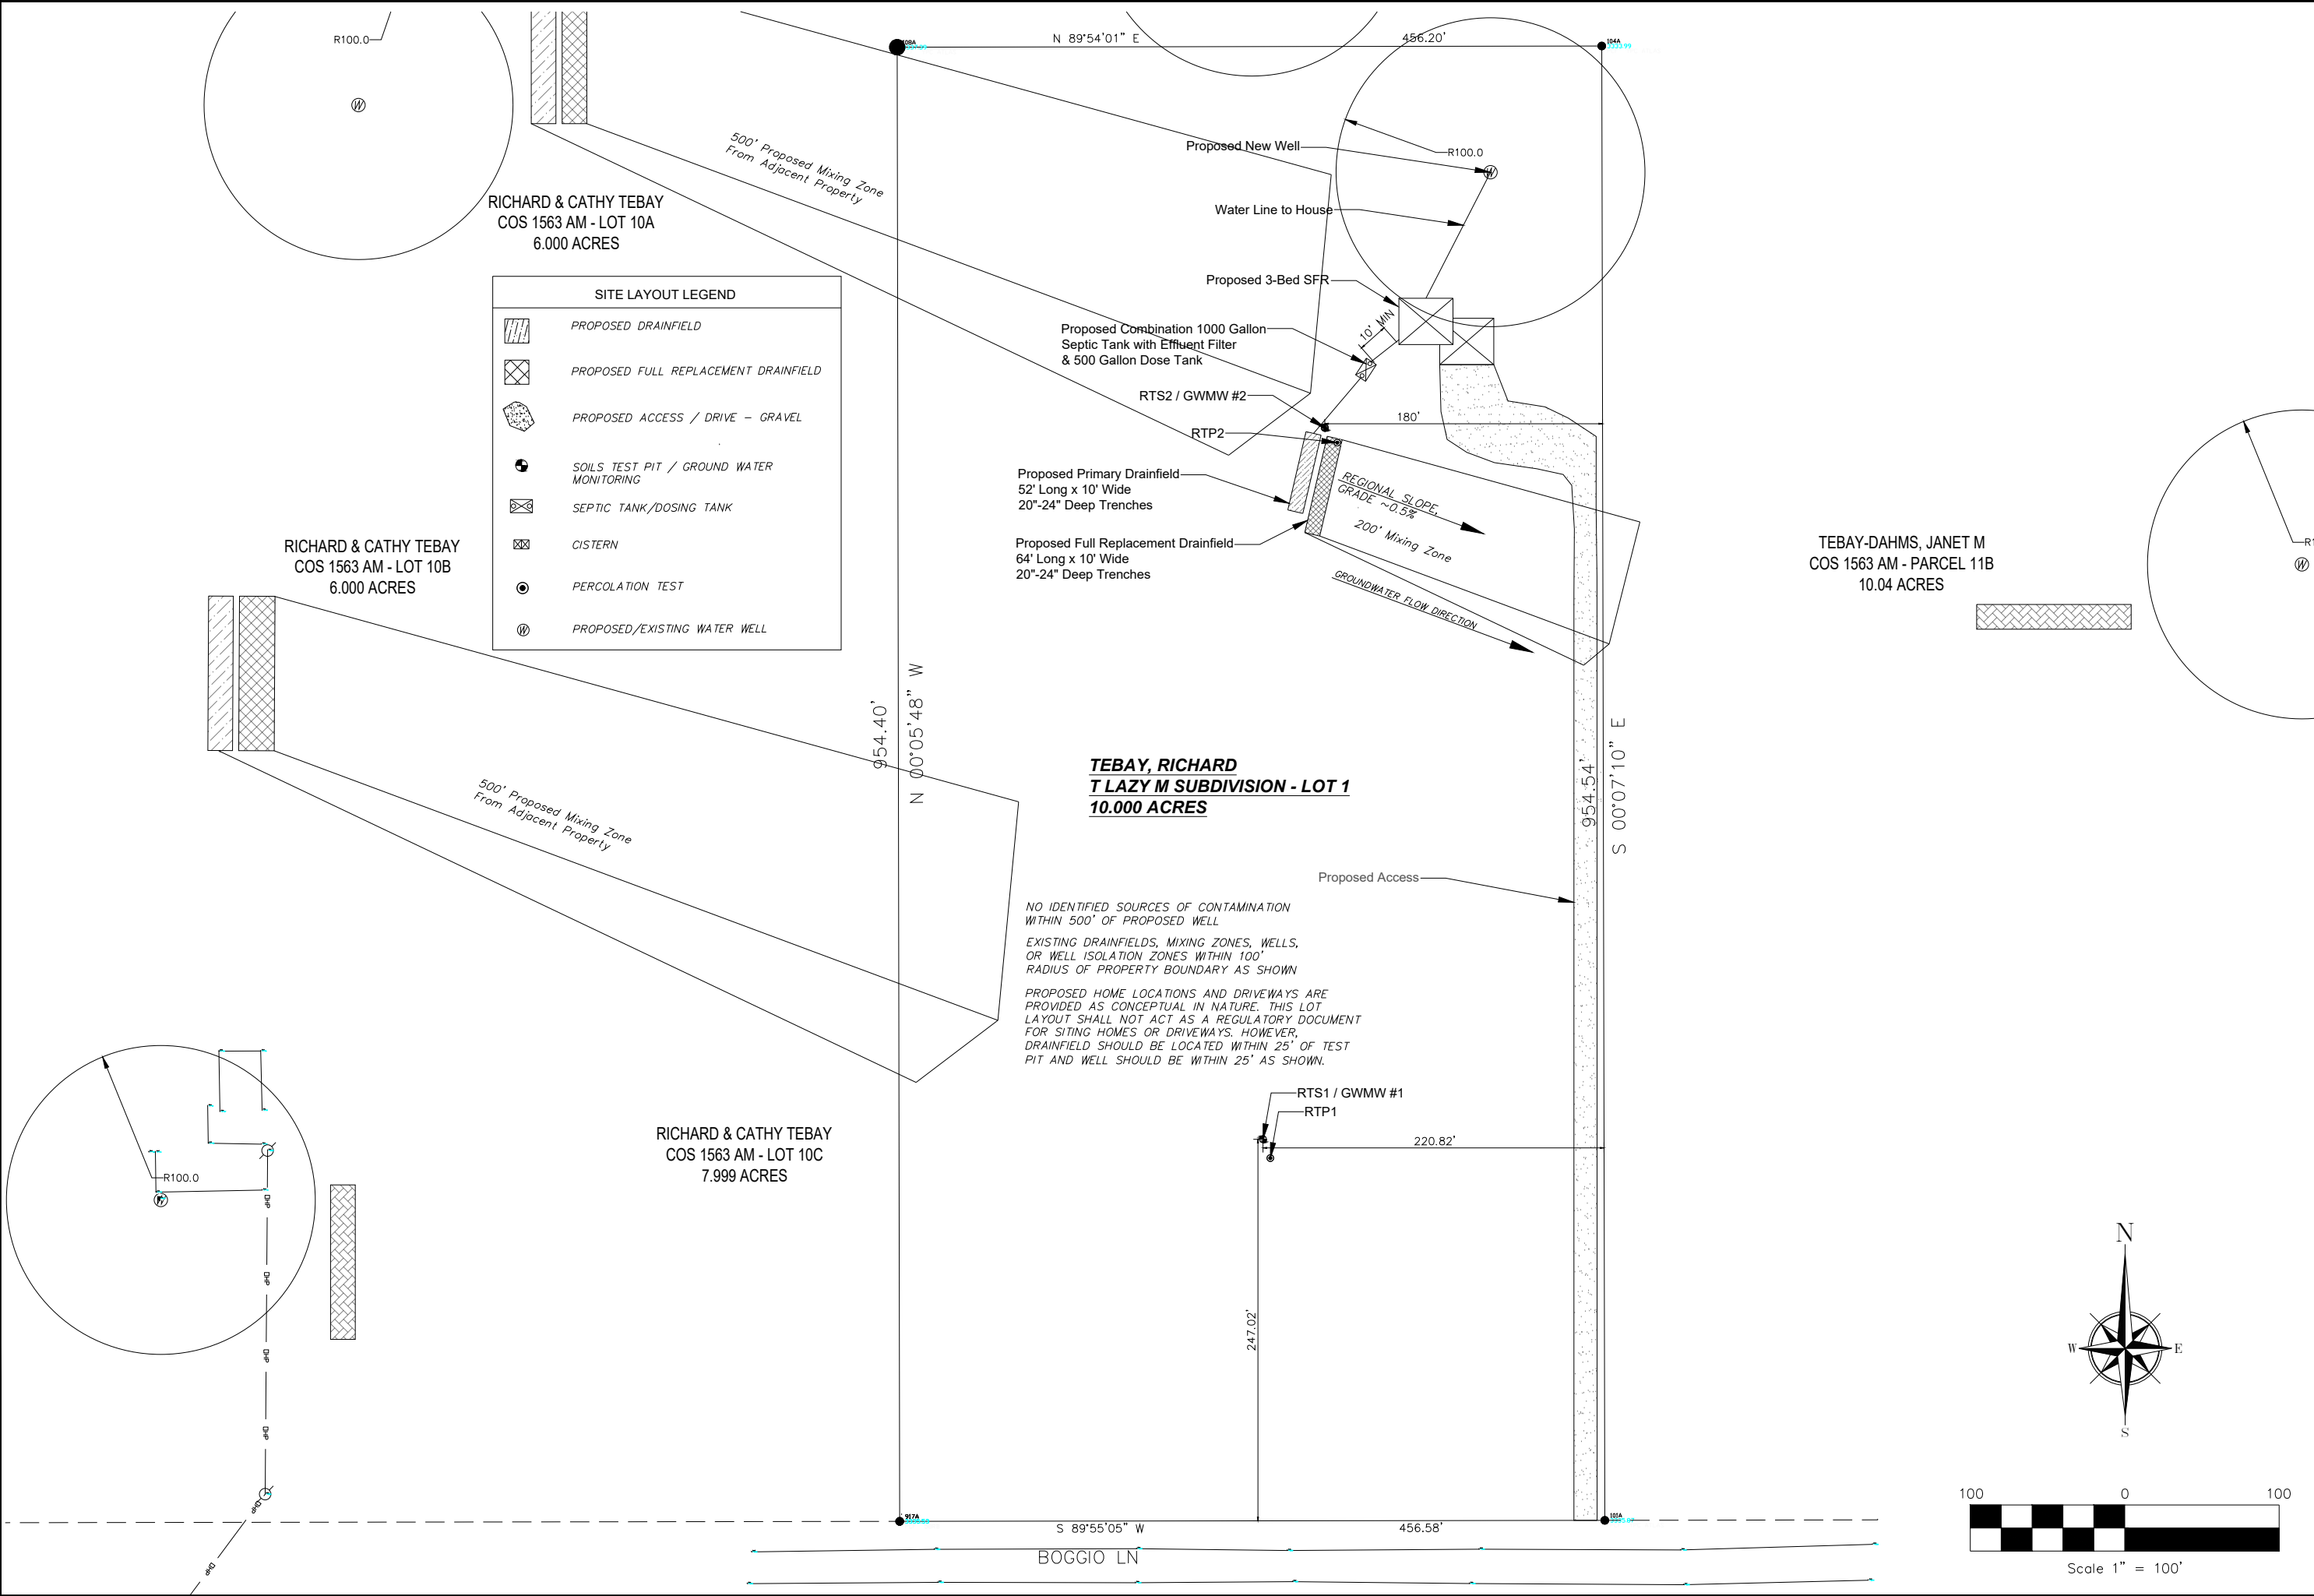 R100.0
108A
N 89°54'01" E
456.20'
104A
3333.99
500' Proposed Mixing Zone
From Adjacent Property
Proposed New Well
R100.0
Water Line to House
RICHARD & CATHY TEBAY
COS 1563 AM - LOT 10A
6.000 ACRES
Proposed 3-Bed SFR
SITE LAYOUT LEGEND
PROPOSED DRAINFIELD
PROPOSED FULL REPLACEMENT DRAINFIELD
PROPOSED ACCESS / DRIVE - GRAVEL
SOILS TEST PIT / GROUND WATER
MONITORING
SEPTIC TANK/DOSING TANK
CISTERN
PERCOLATION TEST
PROPOSED/EXISTING WATER WELL
Proposed Combination 1000 Gallon
Septic Tank with Effluent Filter
& 500 Gallon Dose Tank
10' MIN
RTS2 / GWMW #2
180'
RTP2
Proposed Primary Drainfield
52' Long x 10' Wide
20"-24" Deep Trenches
Proposed Full Replacement Drainfield
64' Long x 10' Wide
20"-24" Deep Trenches
REGIONAL SLOPE,
GRADE ~0.5%
200' Mixing Zone
GROUNDWATER FLOW DIRECTION
RICHARD & CATHY TEBAY
COS 1563 AM - LOT 10B
6.000 ACRES
TEBAY-DAHMS, JANET M
COS 1563 AM - PARCEL 11B
10.04 ACRES
R1
W
954.40'
N 00°05'48" W
954.54'
S 00°07'10" E
TEBAY, RICHARD
T LAZY M SUBDIVISION - LOT 1
10.000 ACRES
500' Proposed Mixing Zone
From Adjacent Property
Proposed Access
NO IDENTIFIED SOURCES OF CONTAMINATION
WITHIN 500' OF PROPOSED WELL
EXISTING DRAINFIELDS, MIXING ZONES, WELLS,
OR WELL ISOLATION ZONES WITHIN 100'
RADIUS OF PROPERTY BOUNDARY AS SHOWN
PROPOSED HOME LOCATIONS AND DRIVEWAYS ARE
PROVIDED AS CONCEPTUAL IN NATURE. THIS LOT
LAYOUT SHALL NOT ACT AS A REGULATORY DOCUMENT
FOR SITING HOMES OR DRIVEWAYS. HOWEVER,
DRAINFIELD SHOULD BE LOCATED WITHIN 25' OF TEST
PIT AND WELL SHOULD BE WITHIN 25' AS SHOWN.
RTS1 / GWMW #1
RTP1
220.82'
247.02'
RICHARD & CATHY TEBAY
COS 1563 AM - LOT 10C
7.999 ACRES
R100.0
OHP
OHP
OHP
OHP
OHP
OHP
N
W
E
S
917A
S 89°55'05" W
456.58'
105A
BOGGIO LN
100
0
100
Scale 1" = 100'